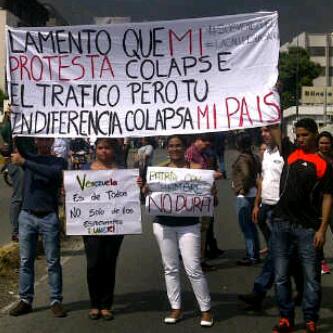 LAMENTO QUE MI
PROTESTA COLAPSE
EL TRAFICO PERO TU
INDIFERENCIA COLAPSA MI PAIS
Venezuela
Es de Todos
No Solo de los
PATRIA CON
HAMBRE
NO DURA